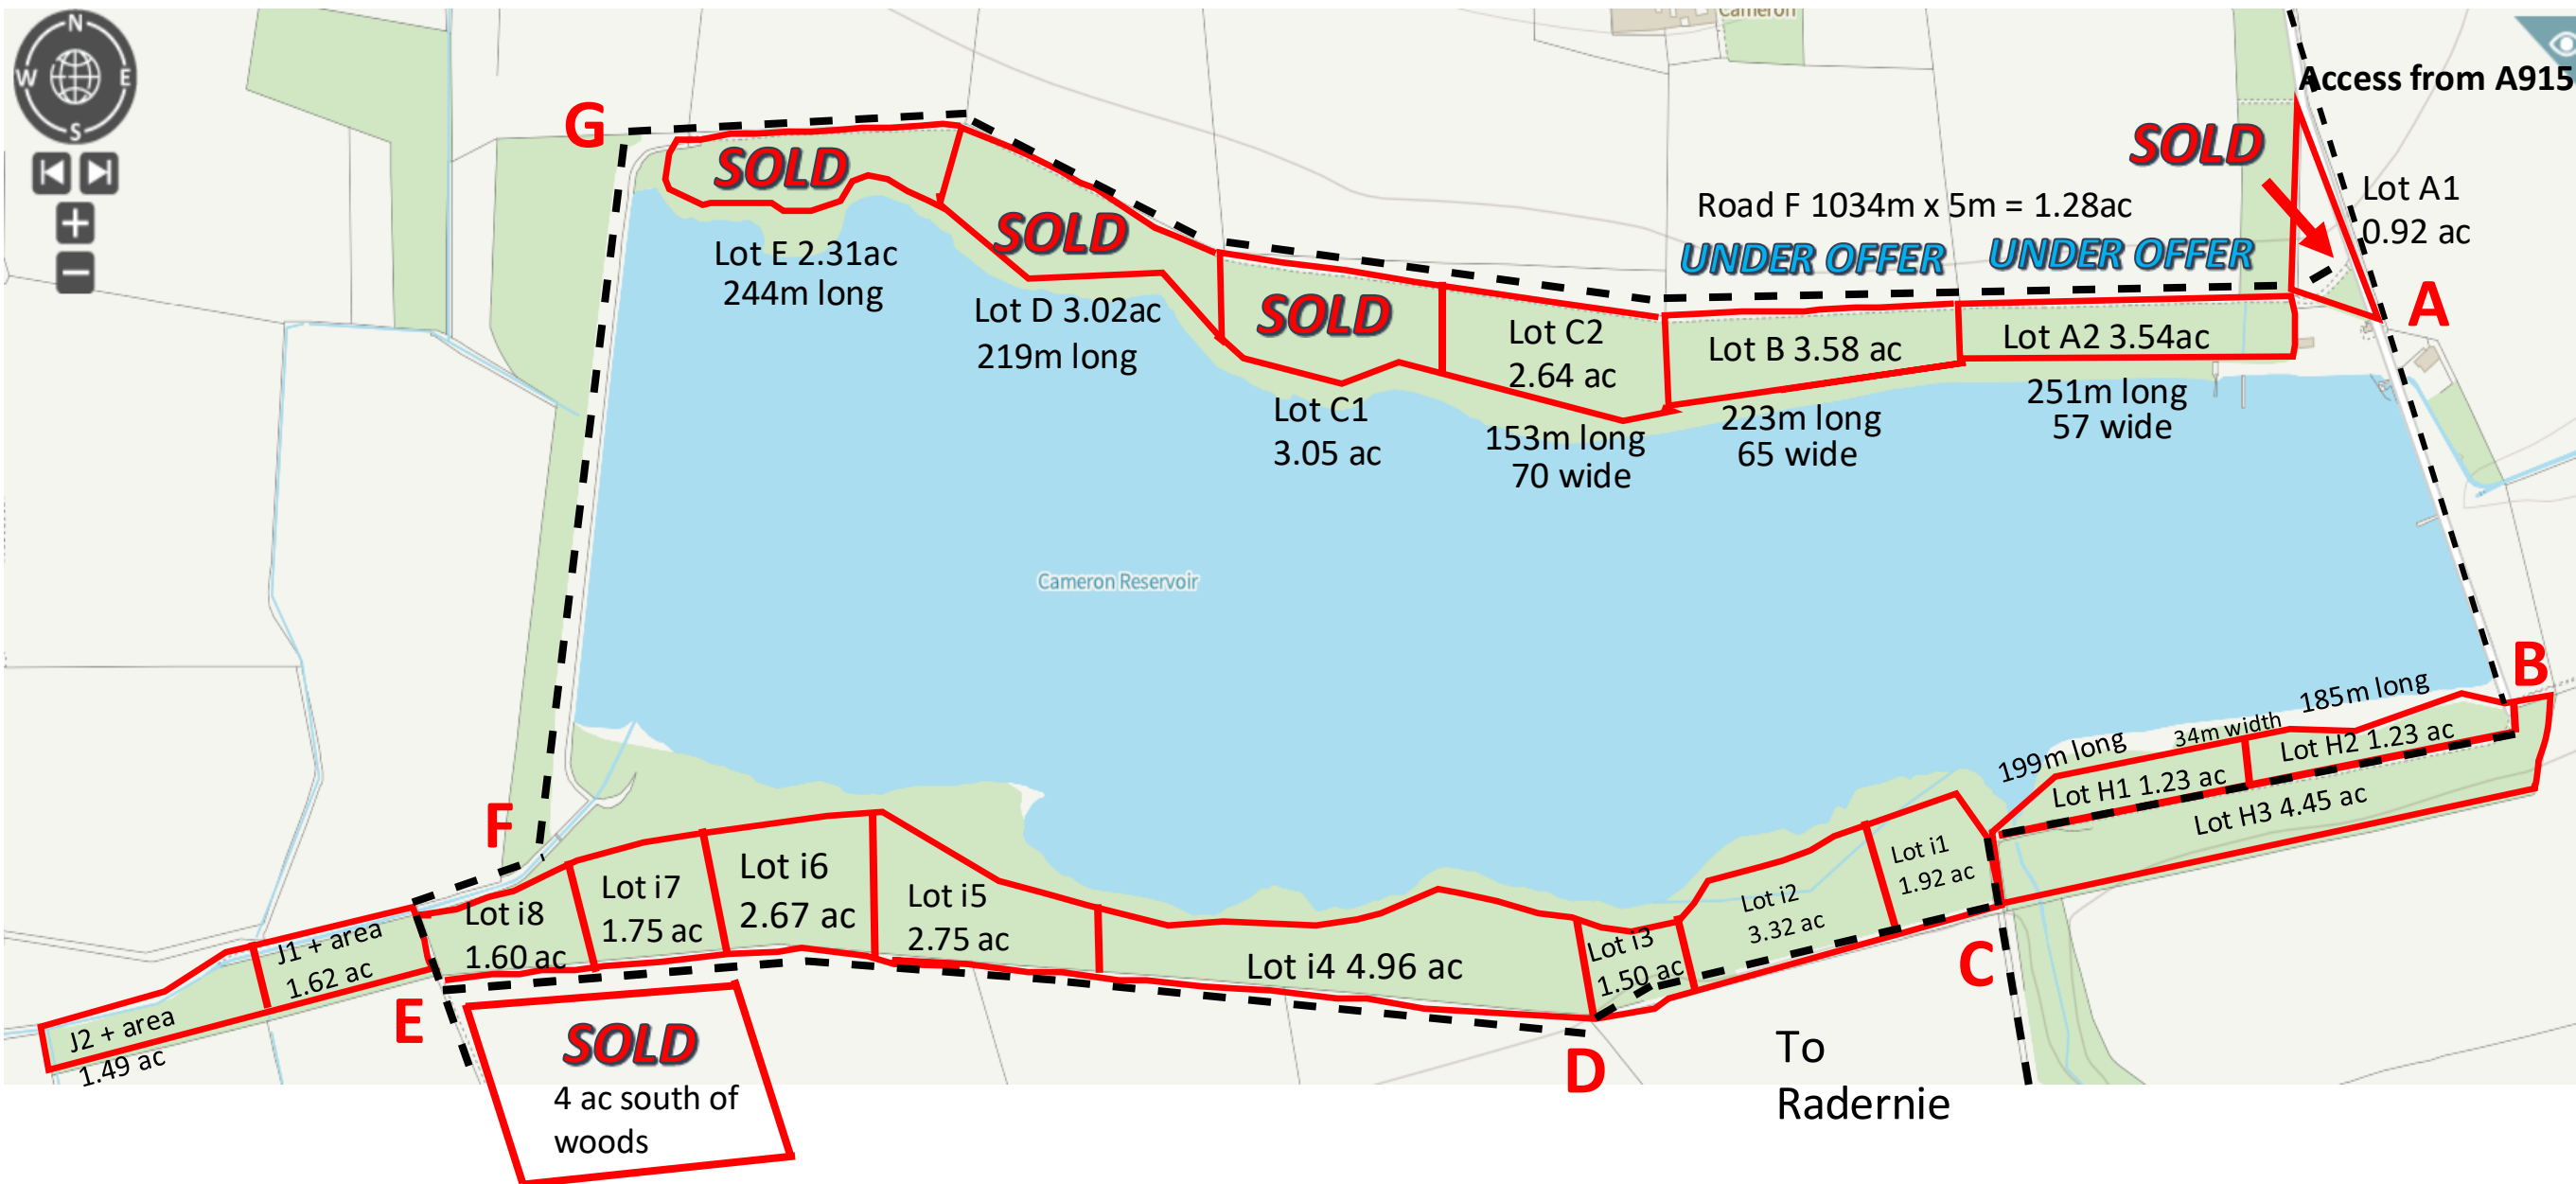 Cameron
N
W E
S
Access from A915
G
SOLD
SOLD
Lot A1
0.92 ac
Road F 1034m x 5m = 1.28ac
SOLD
UNDER OFFER
UNDER OFFER
Lot E 2.31ac
244m long
SOLD
A
Lot D 3.02ac
219m long
Lot C2
2.64 ac
Lot B 3.58 ac
Lot A2 3.54ac
Lot C1
3.05 ac
153m long
70 wide
223m long
65 wide
251m long
57 wide
Cameron Reservoir
B
185m long
34m width
199m long
Lot H2 1.23 ac
Lot H1 1.23 ac
Lot H3 4.45 ac
F
Lot i8
1.60 ac
Lot i7
1.75 ac
Lot i6
2.67 ac
Lot i5
2.75 ac
Lot i4 4.96 ac
Lot i3
1.50 ac
Lot i2
3.32 ac
Lot i1
1.92 ac
C
J1 + area
1.62 ac
J2 + area
1.49 ac
E
SOLD
4 ac south of
woods
D
To
Radernie